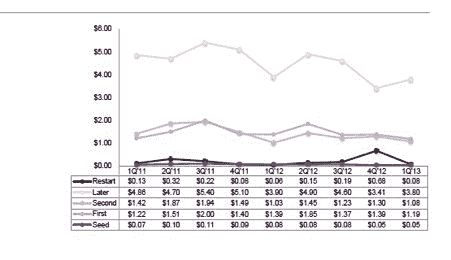 $6.00
$5.00
$4.00
$3.00
$2.00
$1.00
$0.00
1Q'11 2Q'11 3Q'11 4Q'11 1Q'12 2Q'12 3Q'12 4Q'12 1Q'13
Restart $0.13 $0.32 $0.22 $0.08 $0.06 $0.15 $0.19 $0.68 $0.08
Later $4.86 $4.70 $5.40 $5.10 $3.90 $4.90 $4.60 $3.41 $3.80
Second $1.42 $1.87 $1.94 $1.49 $1.03 $1.45 $1.23 $1.30 $1.08
First $1.22 $1.51 $2.00 $1.40 $1.39 $1.85 $1.37 $1.39 $1.19
Seed $0.07 $0.10 $0.11 $0.09 $0.08 $0.08 $0.08 $0.05 $0.05